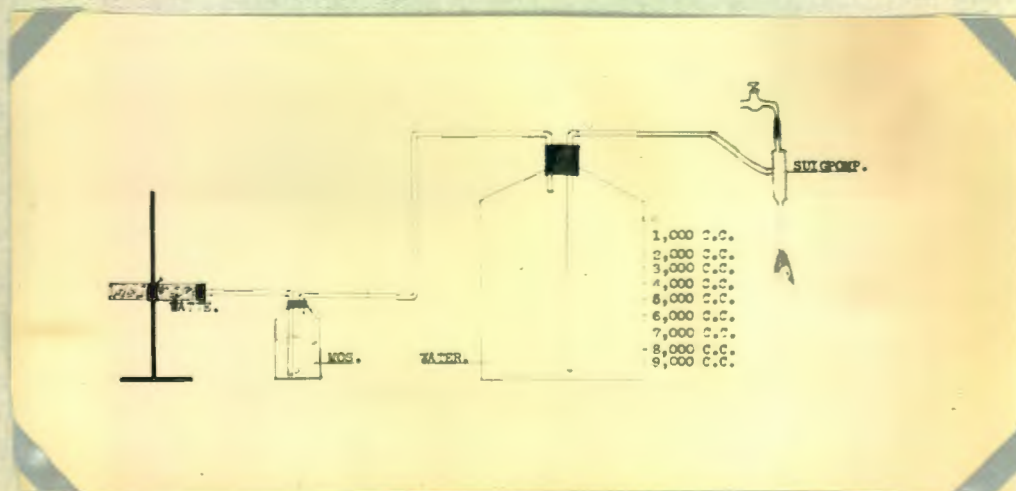 SUIGPOMP.
1,000 C.C.
2,000 C.C.
3,000 C.C.
4,000 C.C.
5,000 C.C.
6,000 C.C.
7,000 C.C.
8,000 C.C.
9,000 C.C.
WATTE.
MOS.
WATER.